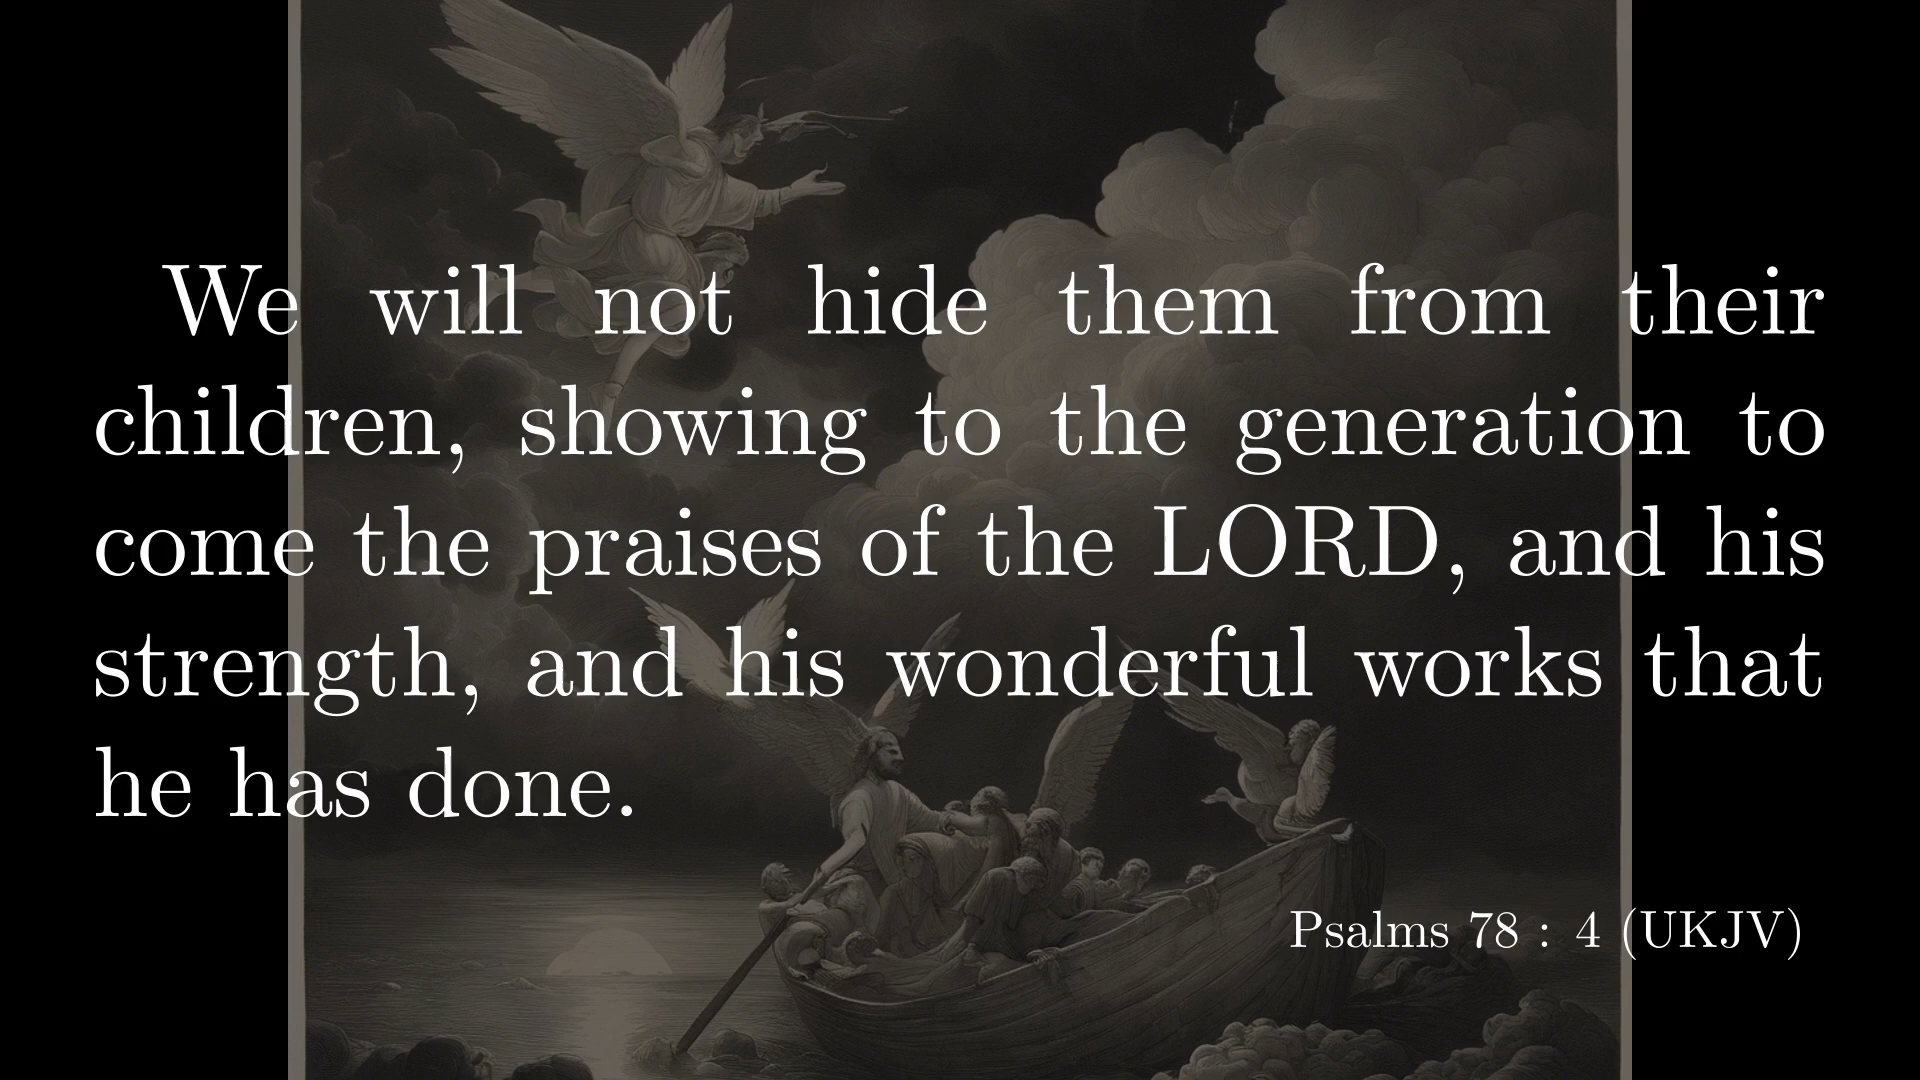 We will not hide them from their
children, showing to the generation to
come the praises of the LORD, and his
strength, and his wonderful works that
he has done.
Psalms 78 : 4 (UKJV)